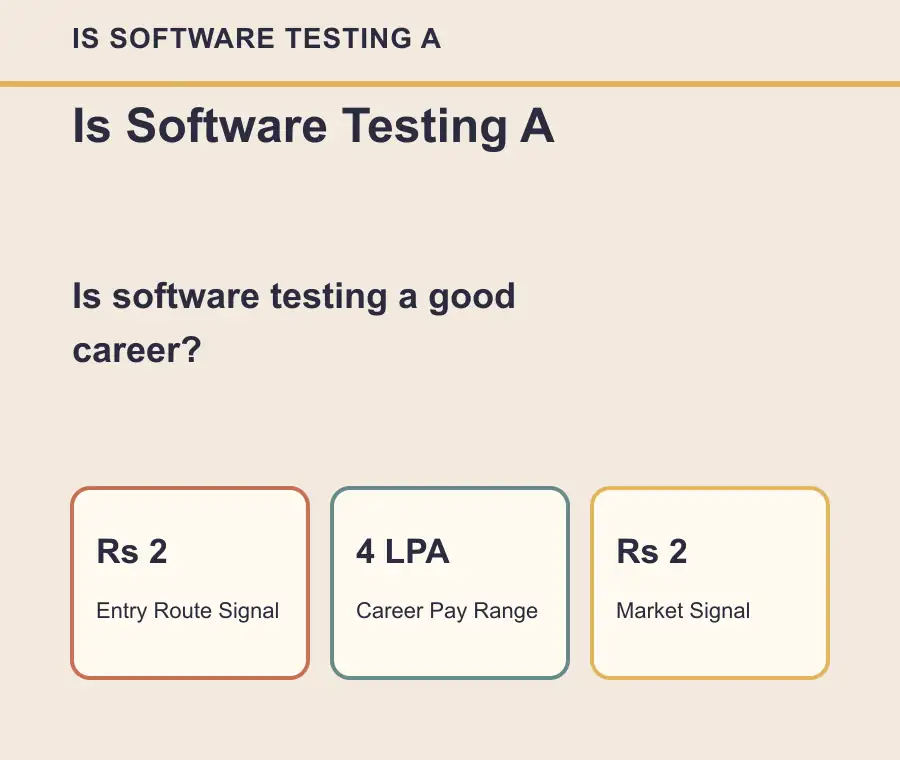 IS SOFTWARE TESTING A
Is Software Testing A
Is software testing a good
career?
Rs 2
Entry Route Signal
4 LPA
Career Pay Range
Rs 2
Market Signal